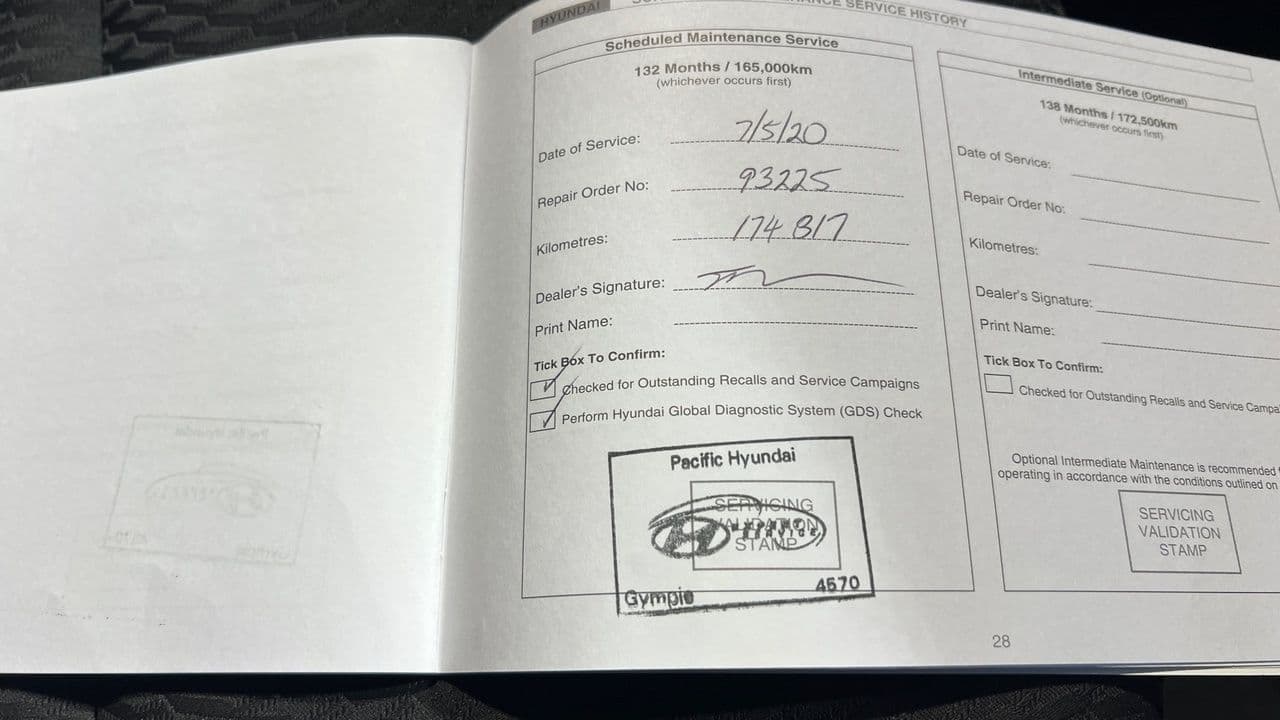 HYUNDAI
SERVICE HISTORY
Scheduled Maintenance Service
132 Months / 165,000km
(whichever occurs first)
Date of Service: 7/5/20
Repair Order No: 93225
Kilometres: 174 817
Dealer's Signature:
Print Name:
Tick Box To Confirm:
Checked for Outstanding Recalls and Service Campaigns
Perform Hyundai Global Diagnostic System (GDS) Check
Pacific Hyundai
SERVICING
VALIDATION
STAMP
Gympie 4570
Intermediate Service (Optional)
138 Months / 172,500km
(whichever occurs first)
Date of Service:
Repair Order No:
Kilometres:
Dealer's Signature:
Print Name:
Tick Box To Confirm:
Checked for Outstanding Recalls and Service Campa
Optional Intermediate Maintenance is recommended
operating in accordance with the conditions outlined on
SERVICING
VALIDATION
STAMP
28